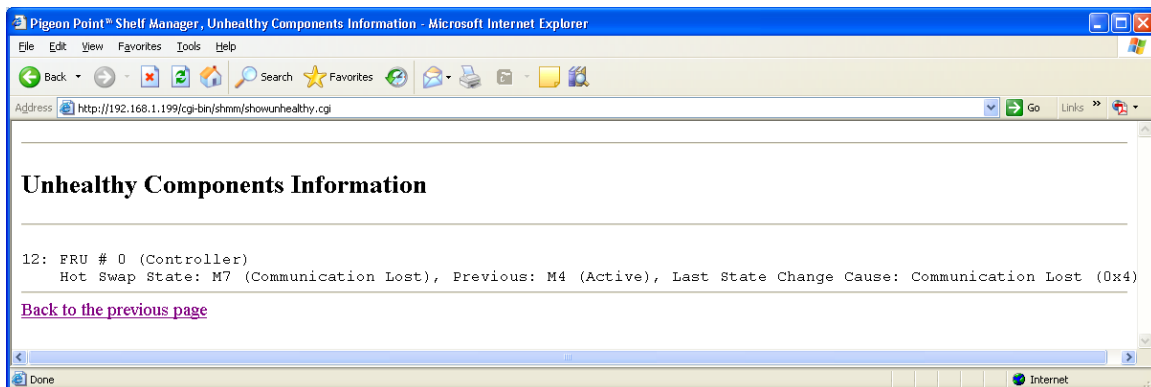 Pigeon Point™ Shelf Manager, Unhealthy Components Information - Microsoft Internet Explorer
File Edit View Favorites Tools Help
Back Search Favorites
Address http://192.168.1.199/cgi-bin/shmm/showunhealthy.cgi Go Links »
Unhealthy Components Information
12: FRU # 0 (Controller)
Hot Swap State: M7 (Communication Lost), Previous: M4 (Active), Last State Change Cause: Communication Lost (0x4)
Back to the previous page
Done Internet